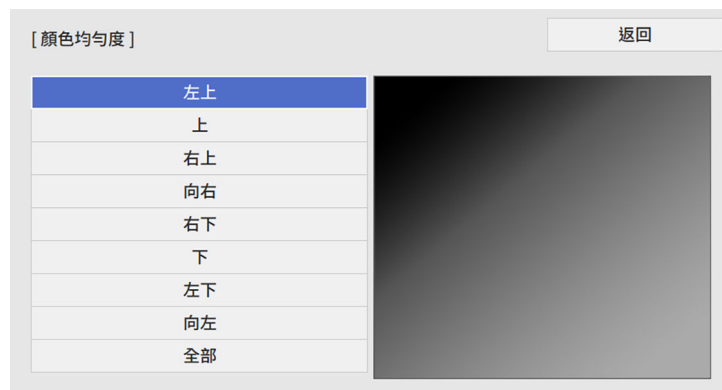 [ 顏色均勻度 ]
返回
左上
上
右上
向右
右下
下
左下
向左
全部